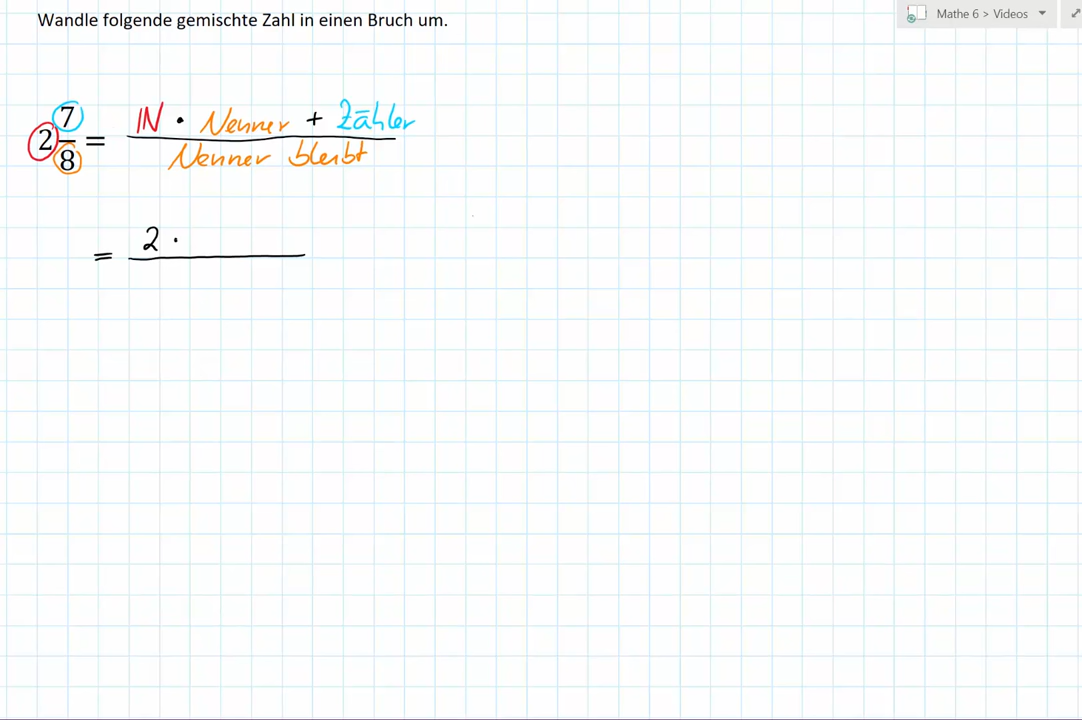 Wandle folgende gemischte Zahl in einen Bruch um.
Mathe 6 > Videos
2 7/8 = IN · Nenner + Zähler
Nenner bleibt
= 2 ·